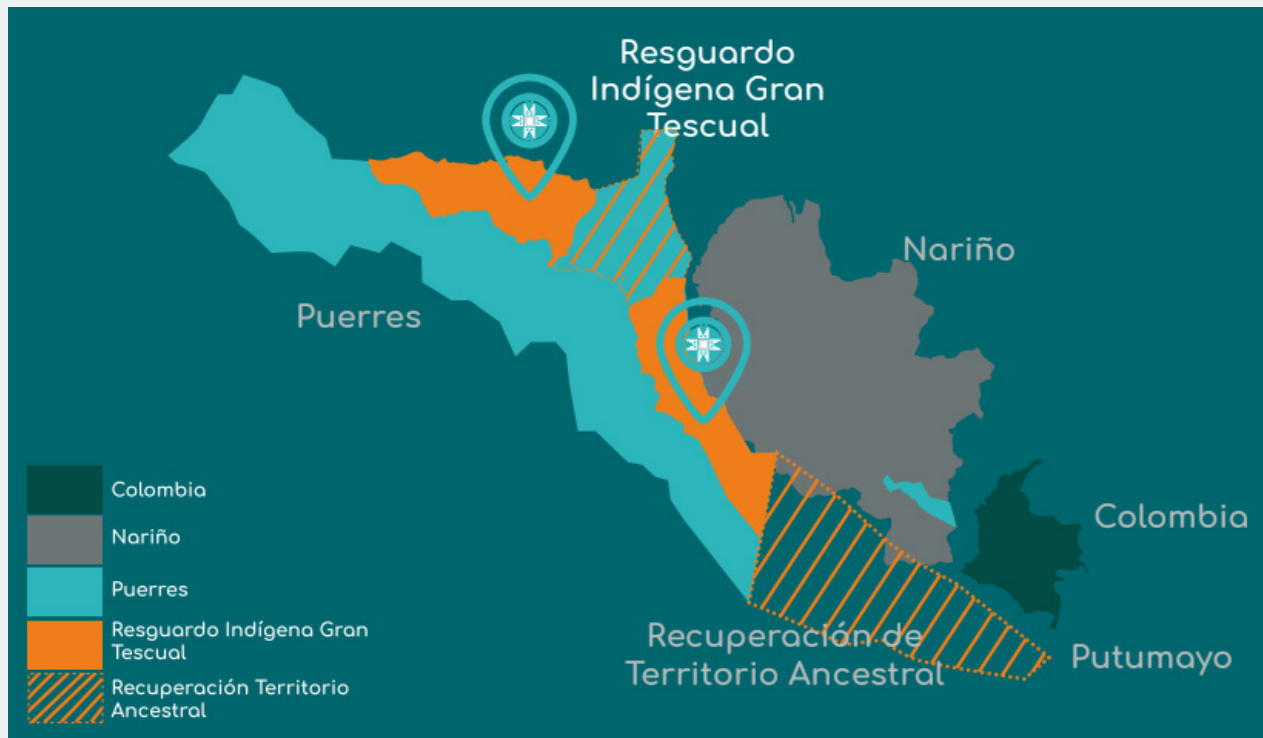 Resguardo
Indígena Gran
Tescual
Nariño
Puerres
Colombia
Recuperación de
Territorio Ancestral
Putumayo
Colombia
Nariño
Puerres
Resguardo Indígena Gran
Tescual
Recuperación Territorio
Ancestral